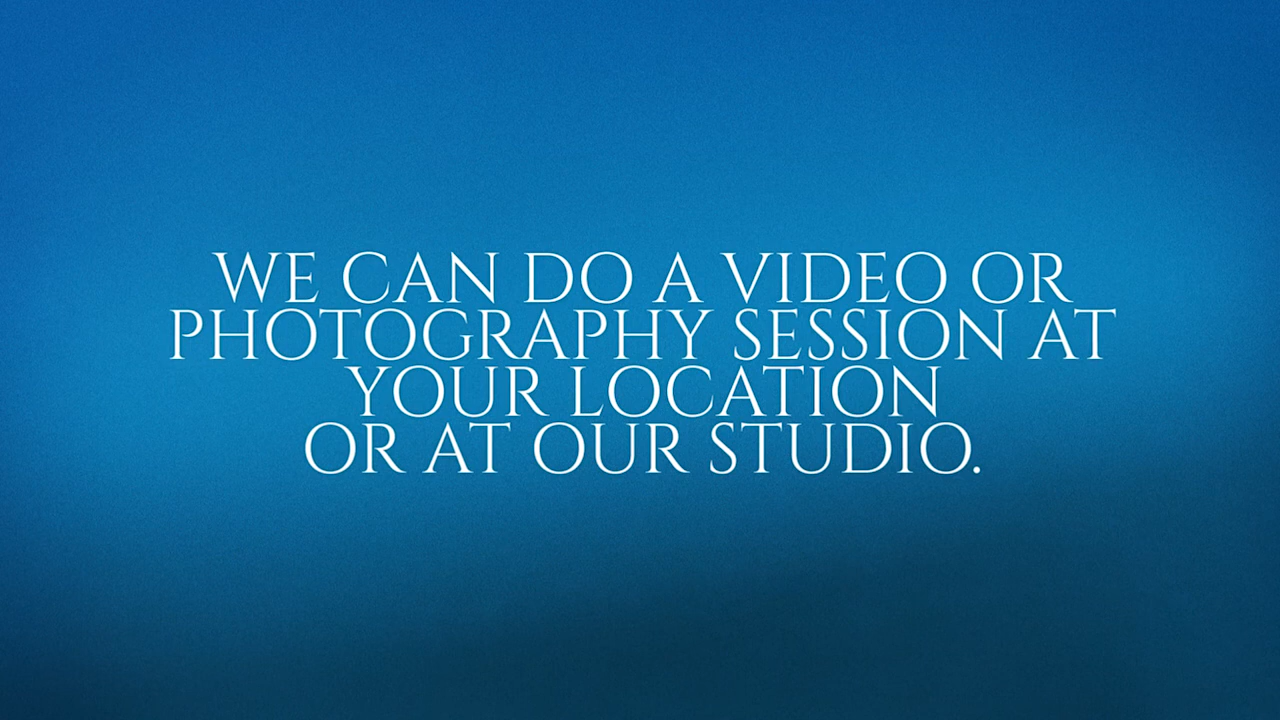 WE CAN DO A VIDEO OR
PHOTOGRAPHY SESSION AT
YOUR LOCATION
OR AT OUR STUDIO.